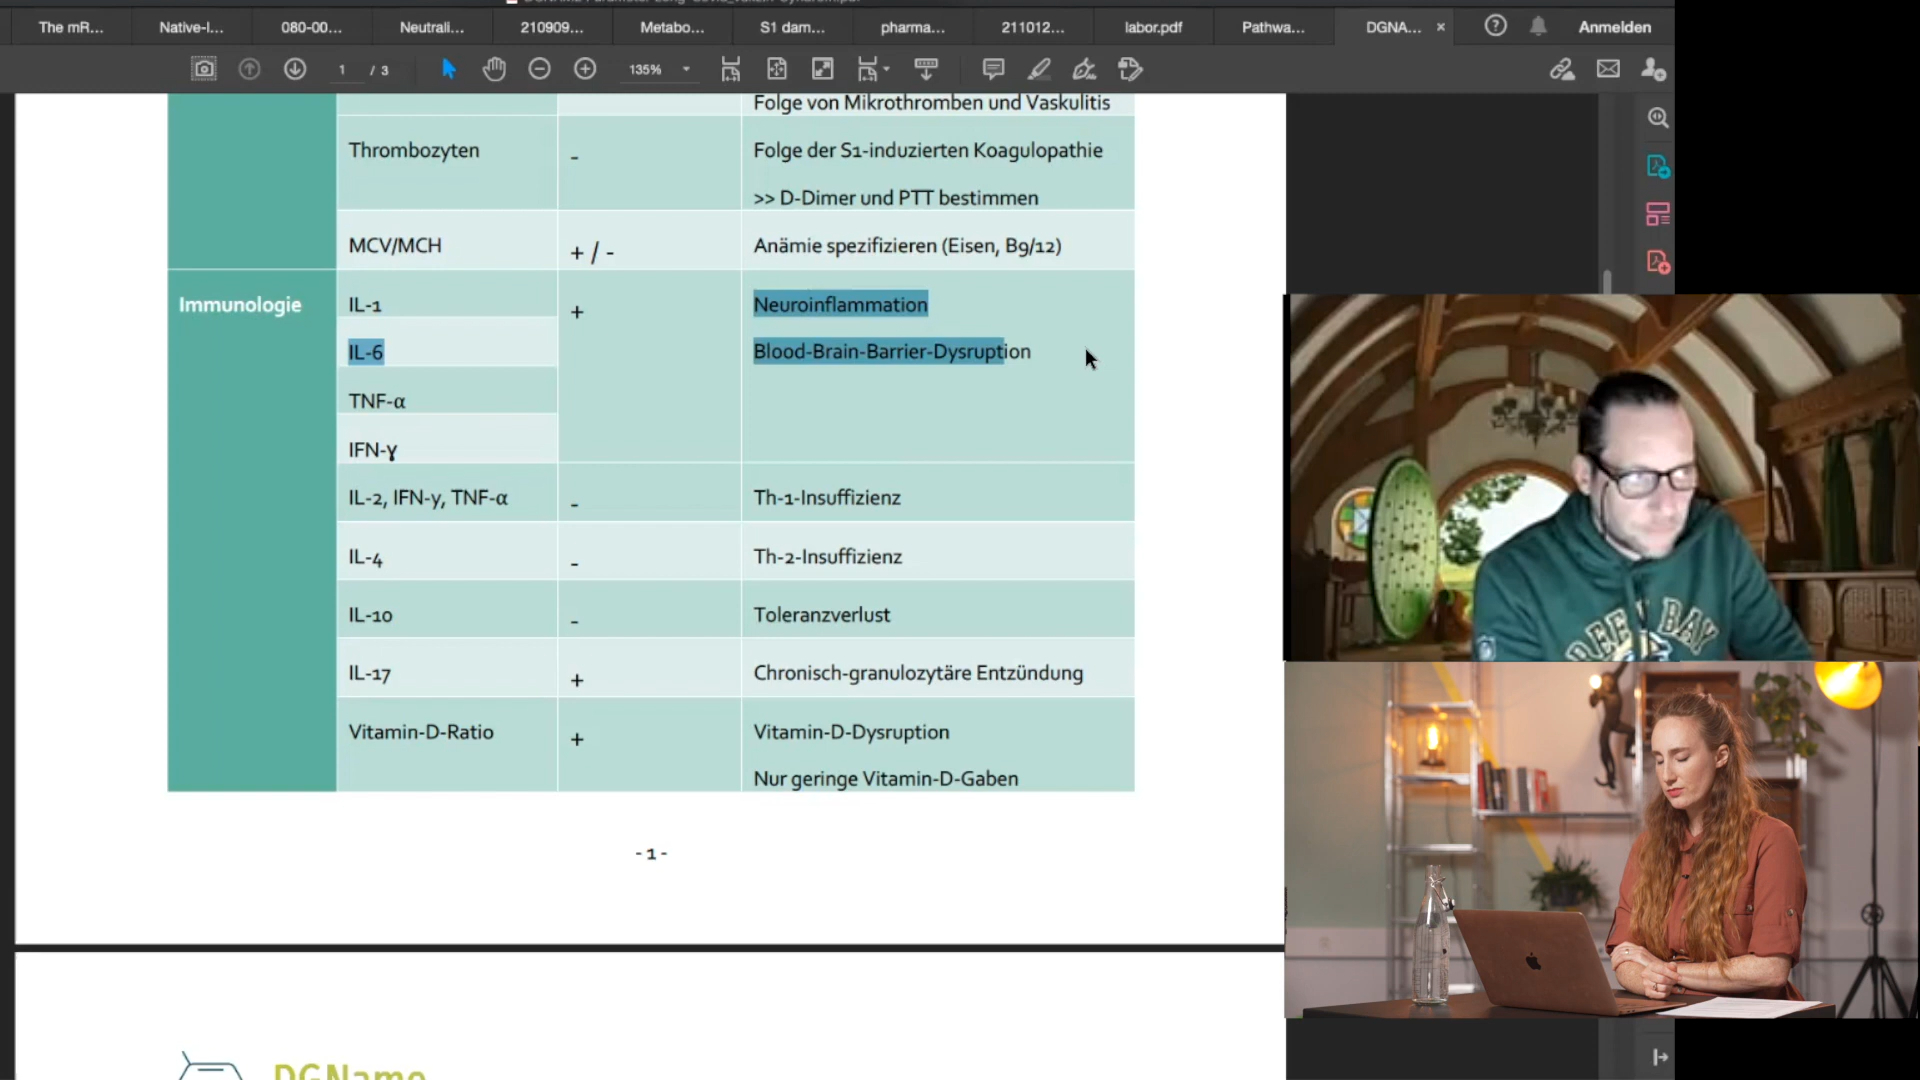 The mR...
Native-I...
080-00...
Neutrali...
210909...
Metabo...
S1 dam...
pharma...
211012...
labor.pdf
Pathwa...
DGNA...
×
?
Anmelden
1 / 3
135%
Folge von Mikrothromben und Vaskulitis
Thrombozyten
-
Folge der S1-induzierten Koagulopathie
>> D-Dimer und PTT bestimmen
MCV/MCH
+ / -
Anämie spezifizieren (Eisen, B9/12)
Immunologie
IL-1
+
Neuroinflammation
IL-6
Blood-Brain-Barrier-Dysruption
TNF-α
IFN-γ
IL-2, IFN-y, TNF-α
-
Th-1-Insuffizienz
IL-4
-
Th-2-Insuffizienz
IL-10
-
Toleranzverlust
IL-17
+
Chronisch-granulozytäre Entzündung
Vitamin-D-Ratio
+
Vitamin-D-Dysruption
Nur geringe Vitamin-D-Gaben
- 1 -
DGName